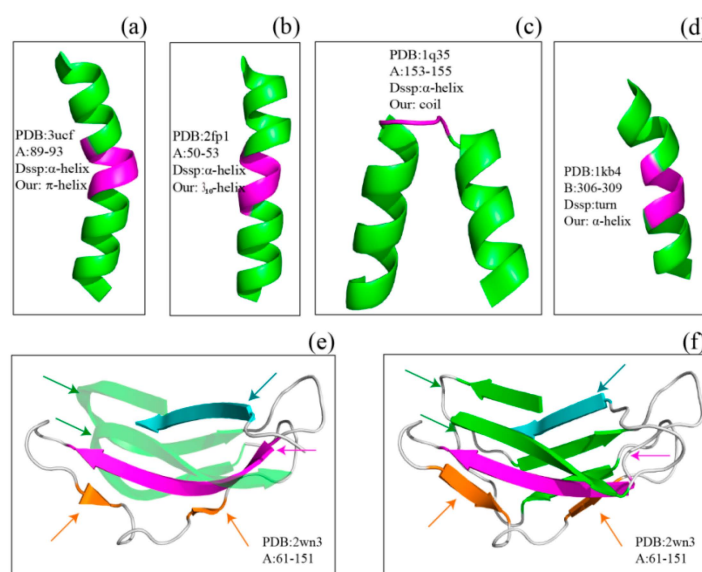 (a)
PDB:3ucf
A:89-93
Dssp:α-helix
Our: π-helix
(b)
PDB:2fp1
A:50-53
Dssp:α-helix
Our: 3₁₀-helix
(c)
PDB:1q35
A:153-155
Dssp:α-helix
Our: coil
(d)
PDB:1kb4
B:306-309
Dssp:turn
Our: α-helix
(e)
PDB:2wn3
A:61-151
(f)
PDB:2wn3
A:61-151